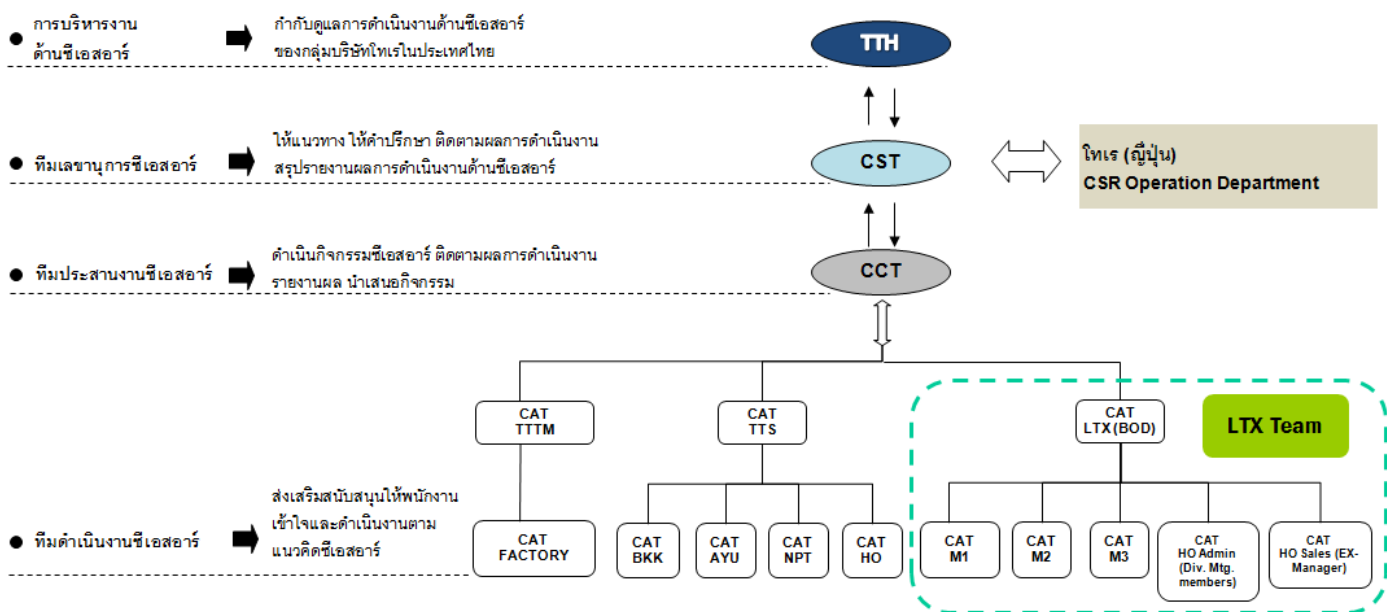 การบริหารงาน
ด้านซีเอสอาร์
กำกับดูแลการดำเนินงานด้านซีเอสอาร์
ของกลุ่มบริษัทโทเรในประเทศไทย
TTH
ทีมเลขานุการซีเอสอาร์
ให้แนวทาง ให้คำปรึกษา ติดตามผลการดำเนินงาน
สรุปรายงานผลการดำเนินงานด้านซีเอสอาร์
CST
โทเร (ญี่ปุ่น)
CSR Operation Department
ทีมประสานงานซีเอสอาร์
ดำเนินกิจกรรมซีเอสอาร์ ติดตามผลการดำเนินงาน
รายงานผล นำเสนอกิจกรรม
CCT
CAT
TTTM
CAT
TTS
CAT
LTX (BOD)
LTX Team
ทีมดำเนินงานซีเอสอาร์
ส่งเสริมสนับสนุนให้พนักงาน
เข้าใจและดำเนินงานตาม
แนวคิดซีเอสอาร์
CAT
FACTORY
CAT
BKK
CAT
AYU
CAT
NPT
CAT
HO
CAT
M1
CAT
M2
CAT
M3
CAT
HO Admin
(Div. Mtg.
members)
CAT
HO Sales (EX-
Manager)